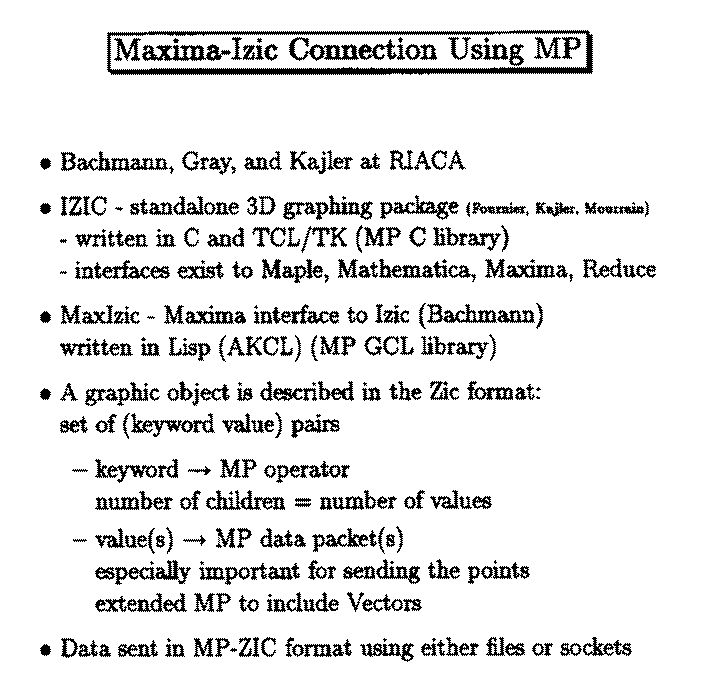 Maxima-Izic Connection Using MP
• Bachmann, Gray, and Kajler at RIACA
• IZIC - standalone 3D graphing package (Fournier, Kajler, Mourrain)
- written in C and TCL/TK (MP C library)
- interfaces exist to Maple, Mathematica, Maxima, Reduce
• MaxIzic - Maxima interface to Izic (Bachmann)
written in Lisp (AKCL) (MP GCL library)
• A graphic object is described in the Zic format:
set of (keyword value) pairs
– keyword → MP operator
number of children = number of values
– value(s) → MP data packet(s)
especially important for sending the points
extended MP to include Vectors
• Data sent in MP-ZIC format using either files or sockets